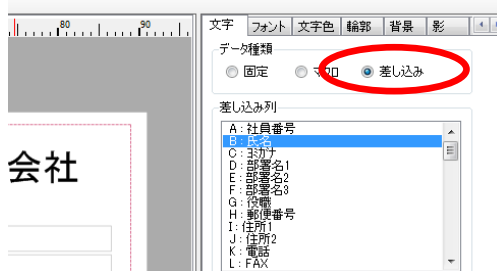 80 90
会社
文字 フォント 文字色 輪郭 背景 影
データ種類
固定 マクロ 差し込み
差し込み列
A : 社員番号
B : 氏名
C : ﾖﾐｶﾞﾅ
D : 部署名1
E : 部署名2
F : 部署名3
G : 役職
H : 郵便番号
I : 住所1
J : 住所2
K : 電話
L : FAX